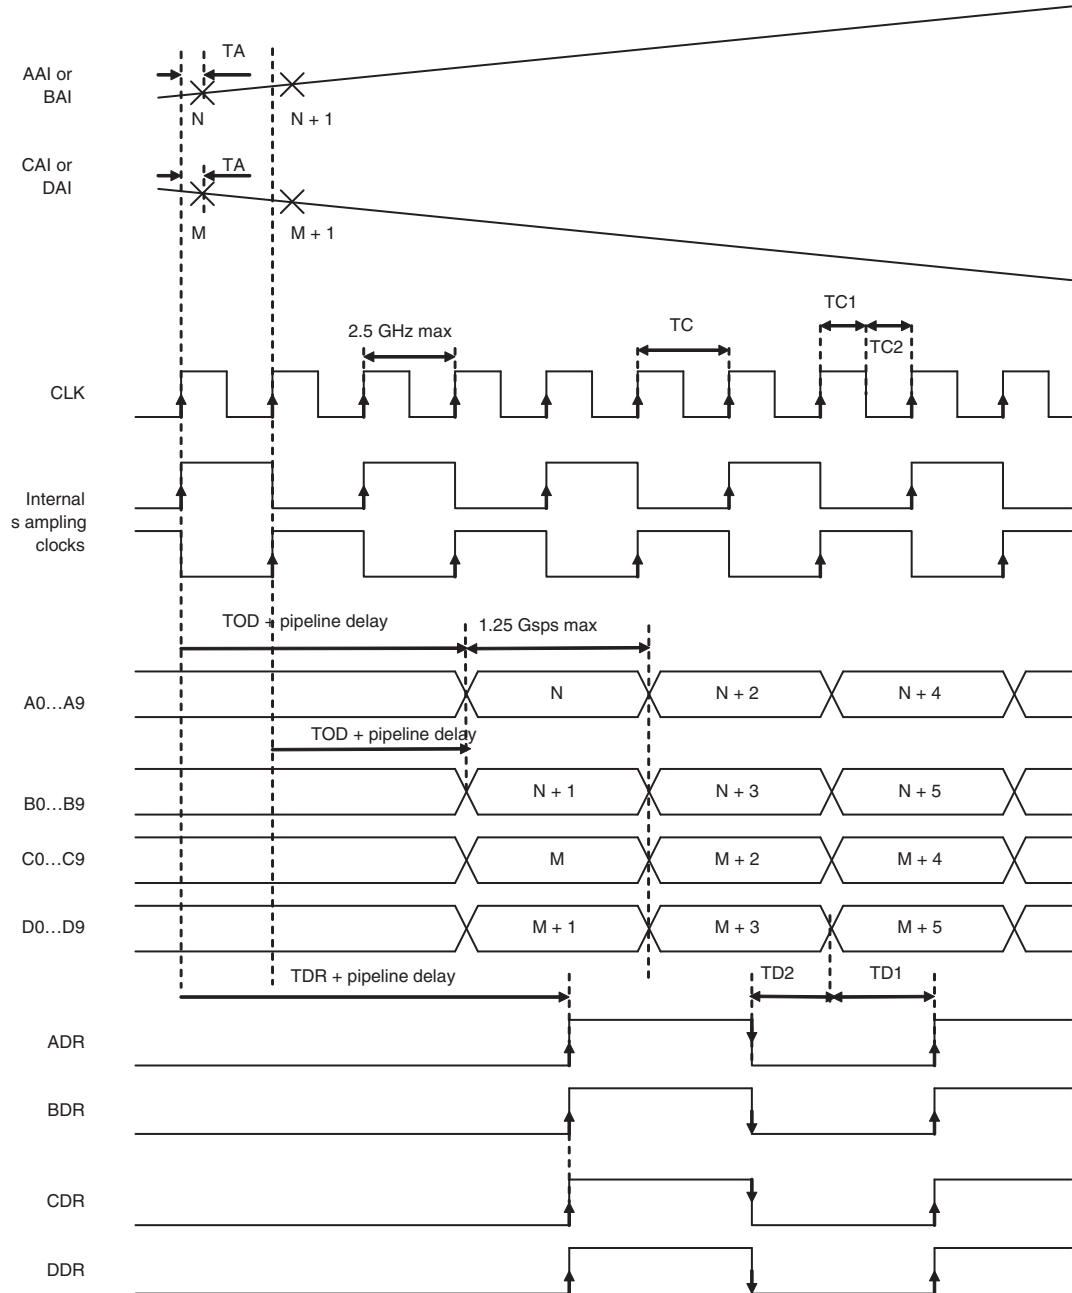 TA
AAI or
BAI
N
N + 1
CAI or
DAI
TA
M
M + 1
TC1
2.5 GHz max
TC
TC2
CLK
Internal
s ampling
clocks
TOD + pipeline delay
1.25 Gsps max
A0...A9
N
N + 2
N + 4
TOD + pipeline delay
B0...B9
N + 1
N + 3
N + 5
C0...C9
M
M + 2
M + 4
D0...D9
M + 1
M + 3
M + 5
TDR + pipeline delay
TD2
TD1
ADR
BDR
CDR
DDR